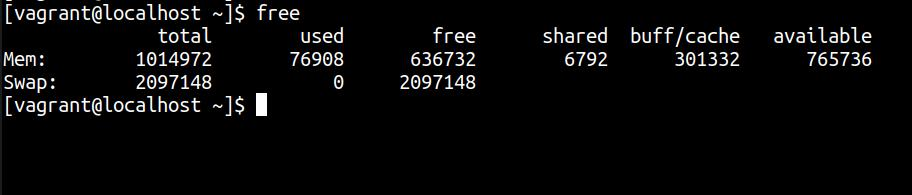 [vagrant@localhost ~]$ free
              total        used        free      shared  buff/cache   available
Mem:        1014972       76908      636732        6792      301332      765736
Swap:       2097148           0     2097148
[vagrant@localhost ~]$